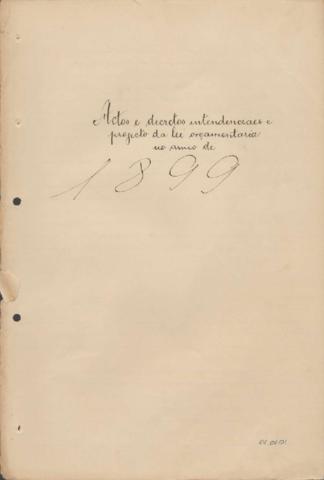 Actos e decretos intendenciaes e
projecto da lei orçamentaria
no anno de
1899